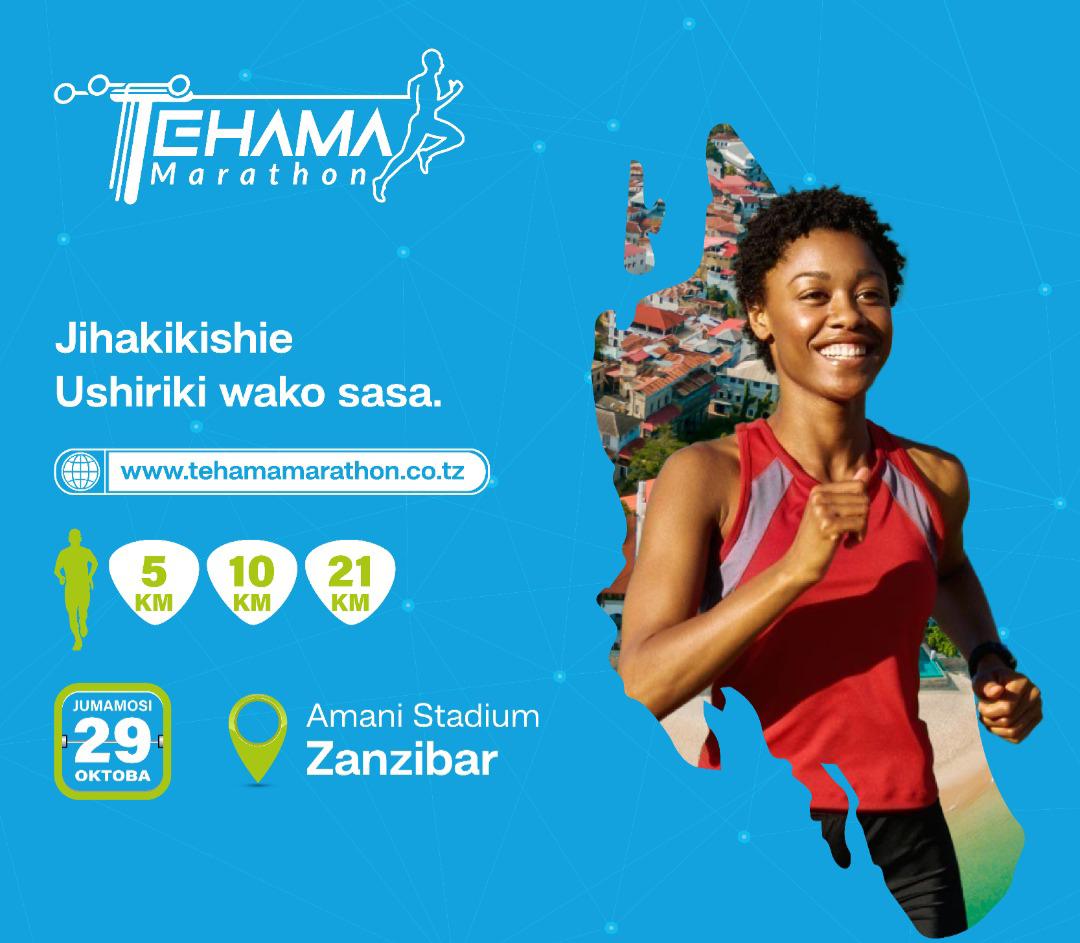 TEHAMA
Marathon
Jihakikishie
Ushiriki wako sasa.
www.tehamamarathon.co.tz
5 KM
10 KM
21 KM
JUMAMOSI
29
OKTOBA
Amani Stadium
Zanzibar